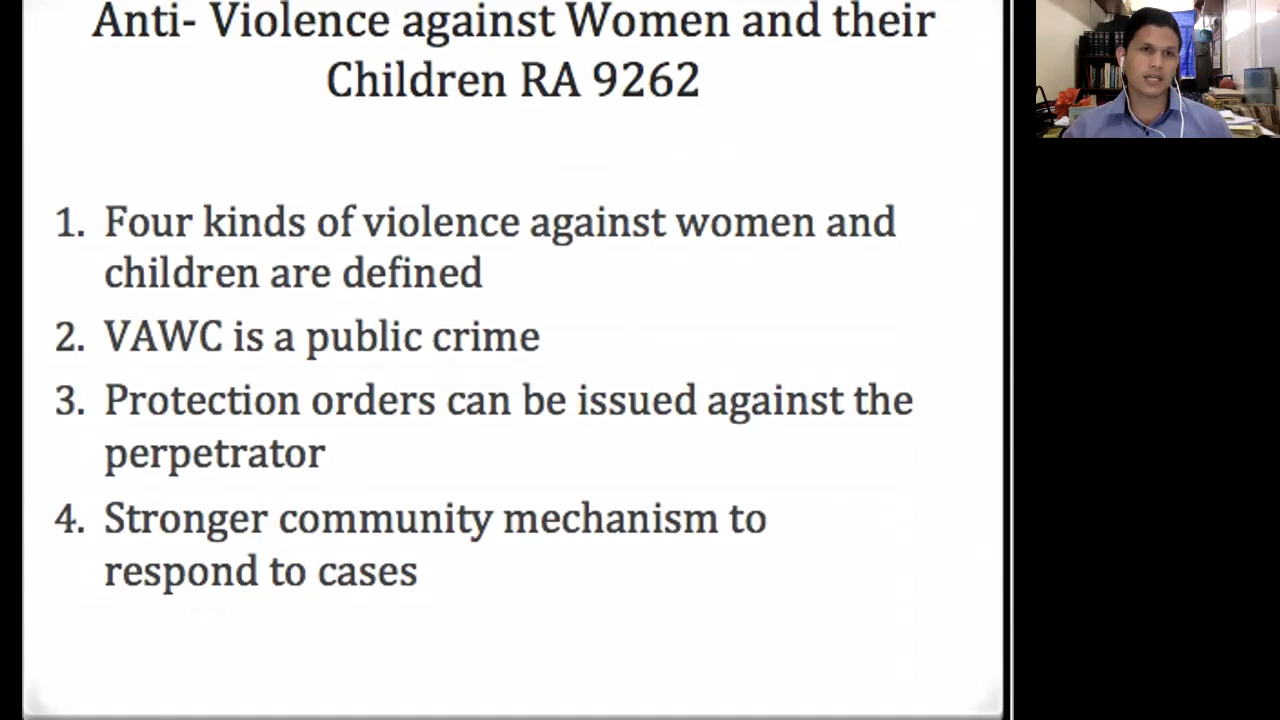 Anti- Violence against Women and their
Children RA 9262
1. Four kinds of violence against women and
children are defined
2. VAWC is a public crime
3. Protection orders can be issued against the
perpetrator
4. Stronger community mechanism to
respond to cases